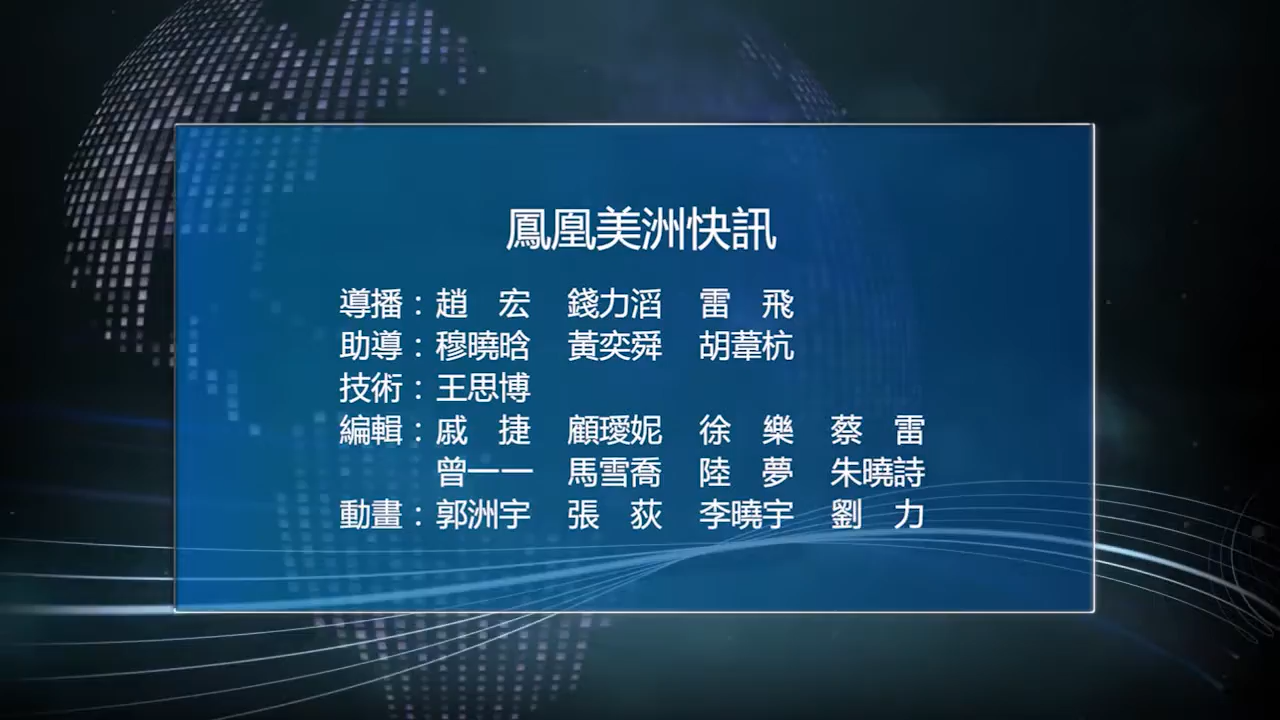 鳳凰美洲快訊
導播：趙　宏　錢力滔　雷　飛
助導：穆曉晗　黃奕舜　胡葦杭
技術：王思博
編輯：戚　捷　顧璦妮　徐　樂　蔡　雷
曾一一　馬雪喬　陸　夢　朱曉詩
動畫：郭洲宇　張　荻　李曉宇　劉　力